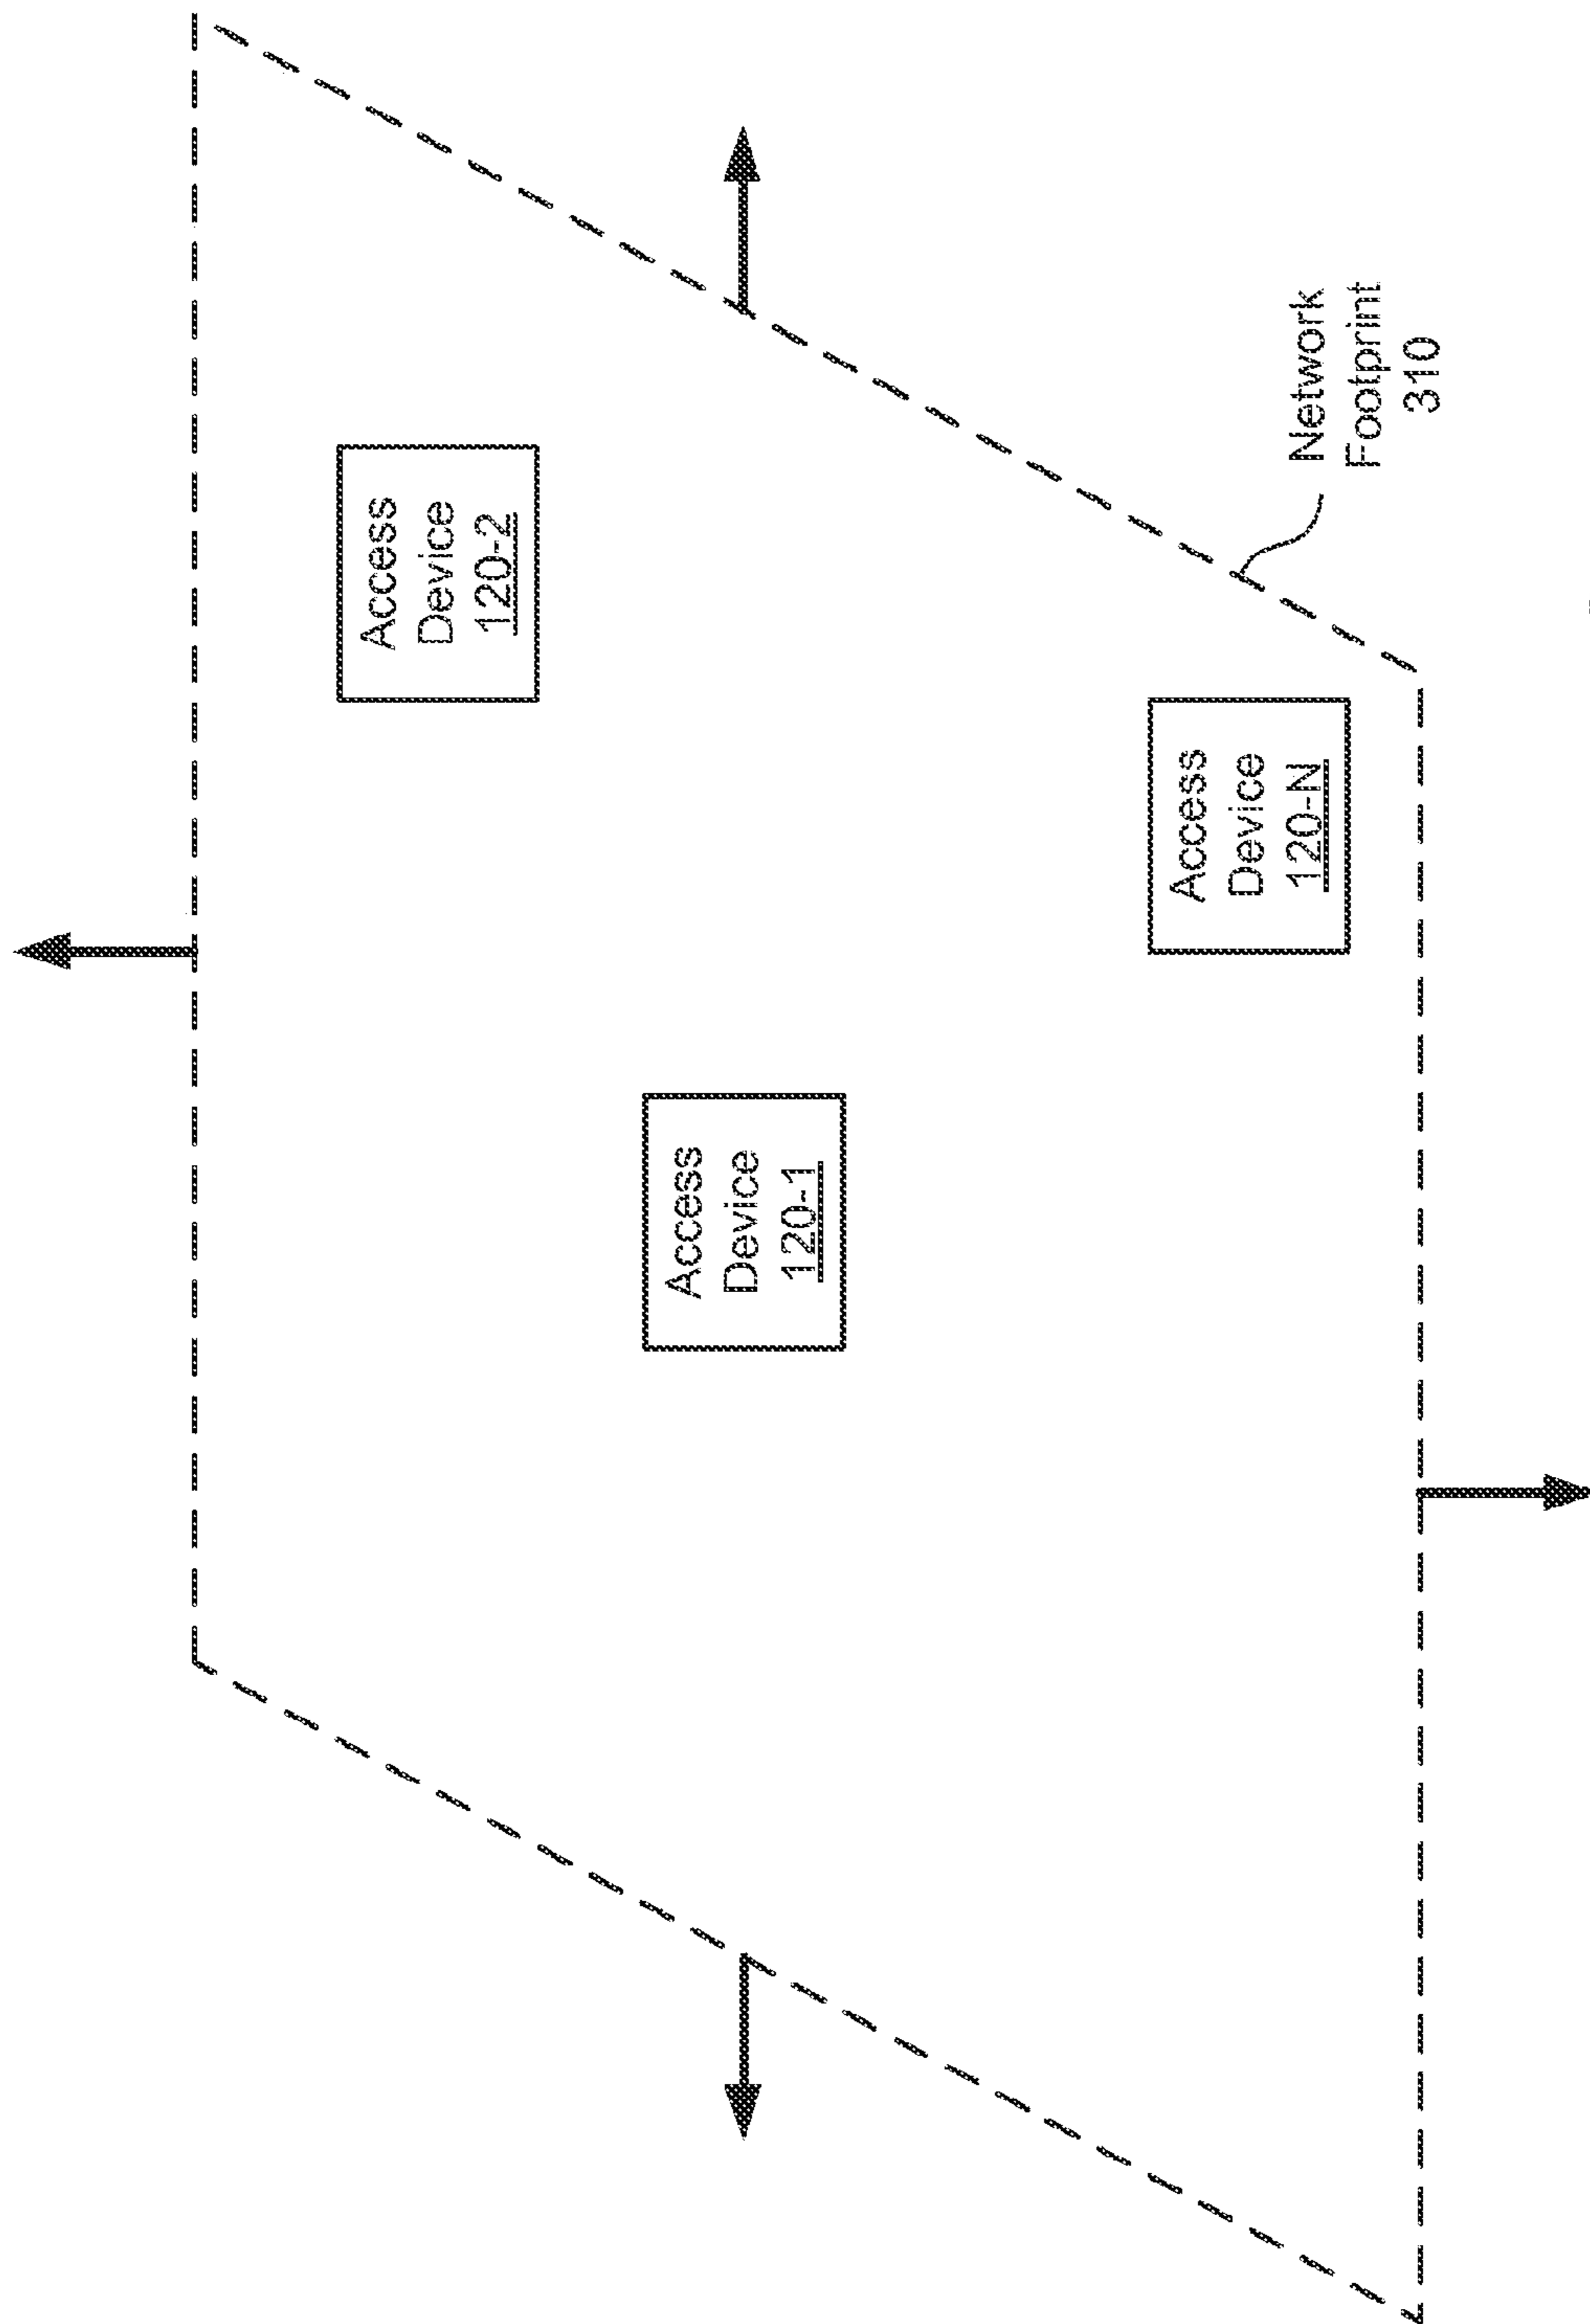 Access
Device
120-2
Access
Device
120-1
Access
Device
120-N
Network
Footprint
310